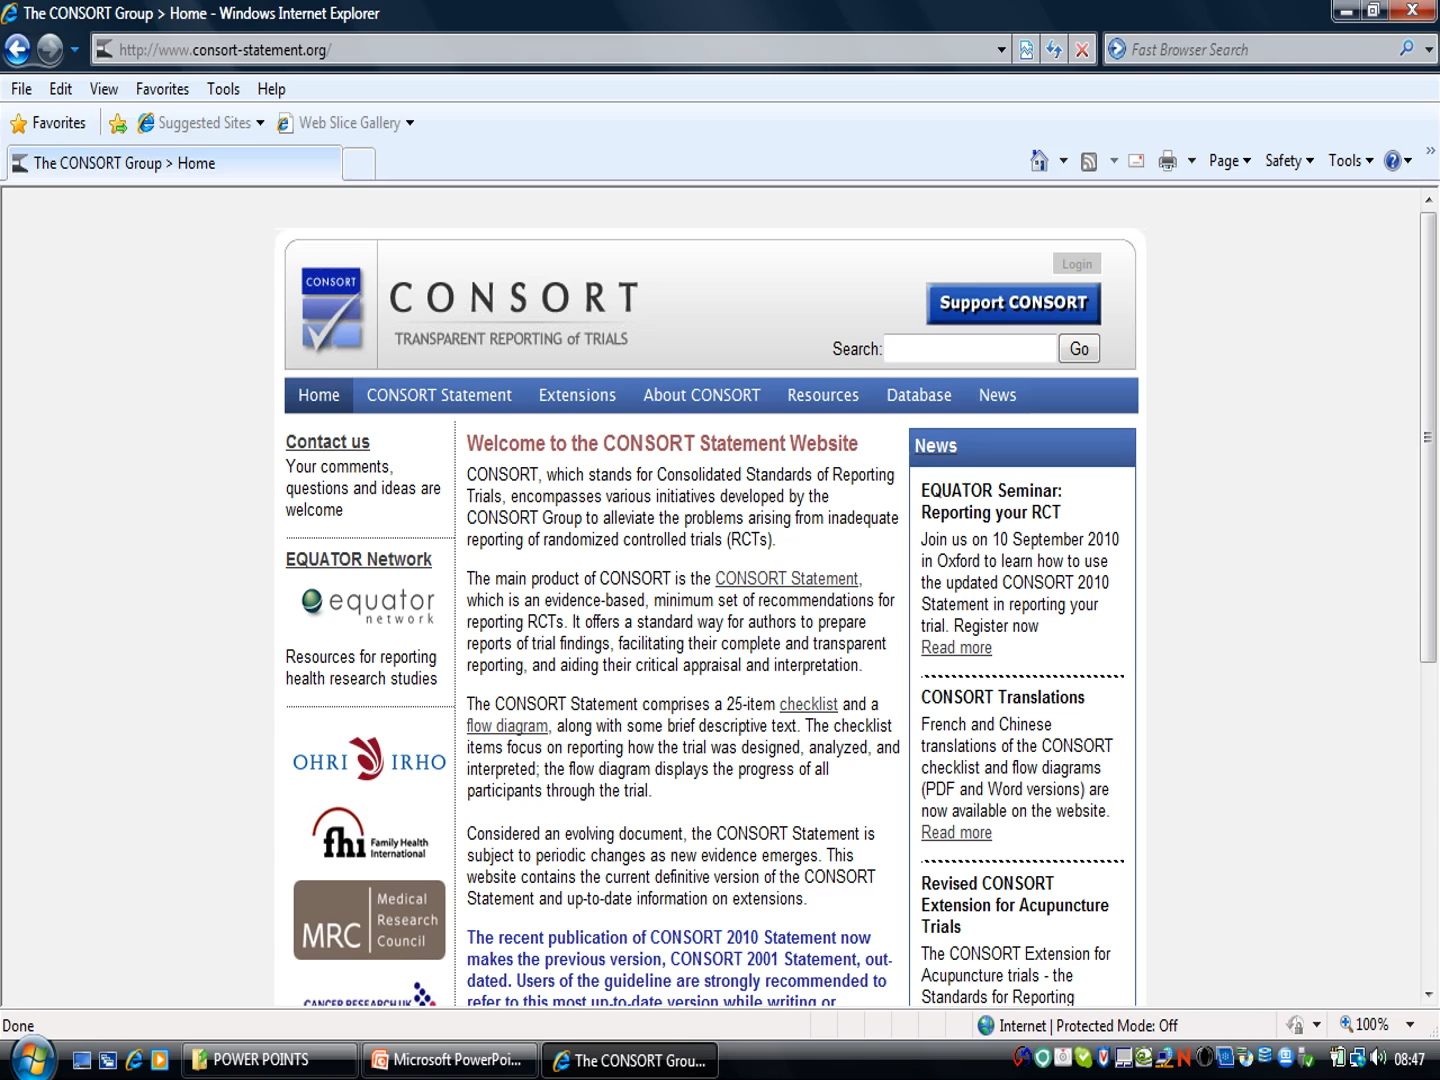 The CONSORT Group > Home - Windows Internet Explorer
http://www.consort-statement.org/
Fast Browser Search
File Edit View Favorites Tools Help
Favorites Suggested Sites Web Slice Gallery
The CONSORT Group > Home
Page Safety Tools
Login
CONSORT
CONSORT
TRANSPARENT REPORTING of TRIALS
Support CONSORT
Search: Go
Home CONSORT Statement Extensions About CONSORT Resources Database News
Contact us
Your comments,
questions and ideas are
welcome
EQUATOR Network
equator
network
Resources for reporting
health research studies
OHRI IRHO
fhi Family Health
International
MRC Medical
Research
Council
CANCER RESEARCH UK
Welcome to the CONSORT Statement Website
CONSORT, which stands for Consolidated Standards of Reporting
Trials, encompasses various initiatives developed by the
CONSORT Group to alleviate the problems arising from inadequate
reporting of randomized controlled trials (RCTs).
The main product of CONSORT is the CONSORT Statement,
which is an evidence-based, minimum set of recommendations for
reporting RCTs. It offers a standard way for authors to prepare
reports of trial findings, facilitating their complete and transparent
reporting, and aiding their critical appraisal and interpretation.
The CONSORT Statement comprises a 25-item checklist and a
flow diagram, along with some brief descriptive text. The checklist
items focus on reporting how the trial was designed, analyzed, and
interpreted; the flow diagram displays the progress of all
participants through the trial.
Considered an evolving document, the CONSORT Statement is
subject to periodic changes as new evidence emerges. This
website contains the current definitive version of the CONSORT
Statement and up-to-date information on extensions.
The recent publication of CONSORT 2010 Statement now
makes the previous version, CONSORT 2001 Statement, out-
dated. Users of the guideline are strongly recommended to
refer to this most up-to-date version while writing or
News
EQUATOR Seminar:
Reporting your RCT
Join us on 10 September 2010
in Oxford to learn how to use
the updated CONSORT 2010
Statement in reporting your
trial. Register now
Read more
CONSORT Translations
French and Chinese
translations of the CONSORT
checklist and flow diagrams
(PDF and Word versions) are
now available on the website.
Read more
Revised CONSORT
Extension for Acupuncture
Trials
The CONSORT Extension for
Acupuncture trials - the
Standards for Reporting
Done
Internet | Protected Mode: Off
100%
POWER POINTS
Microsoft PowerPoi...
The CONSORT Grou...
08:47